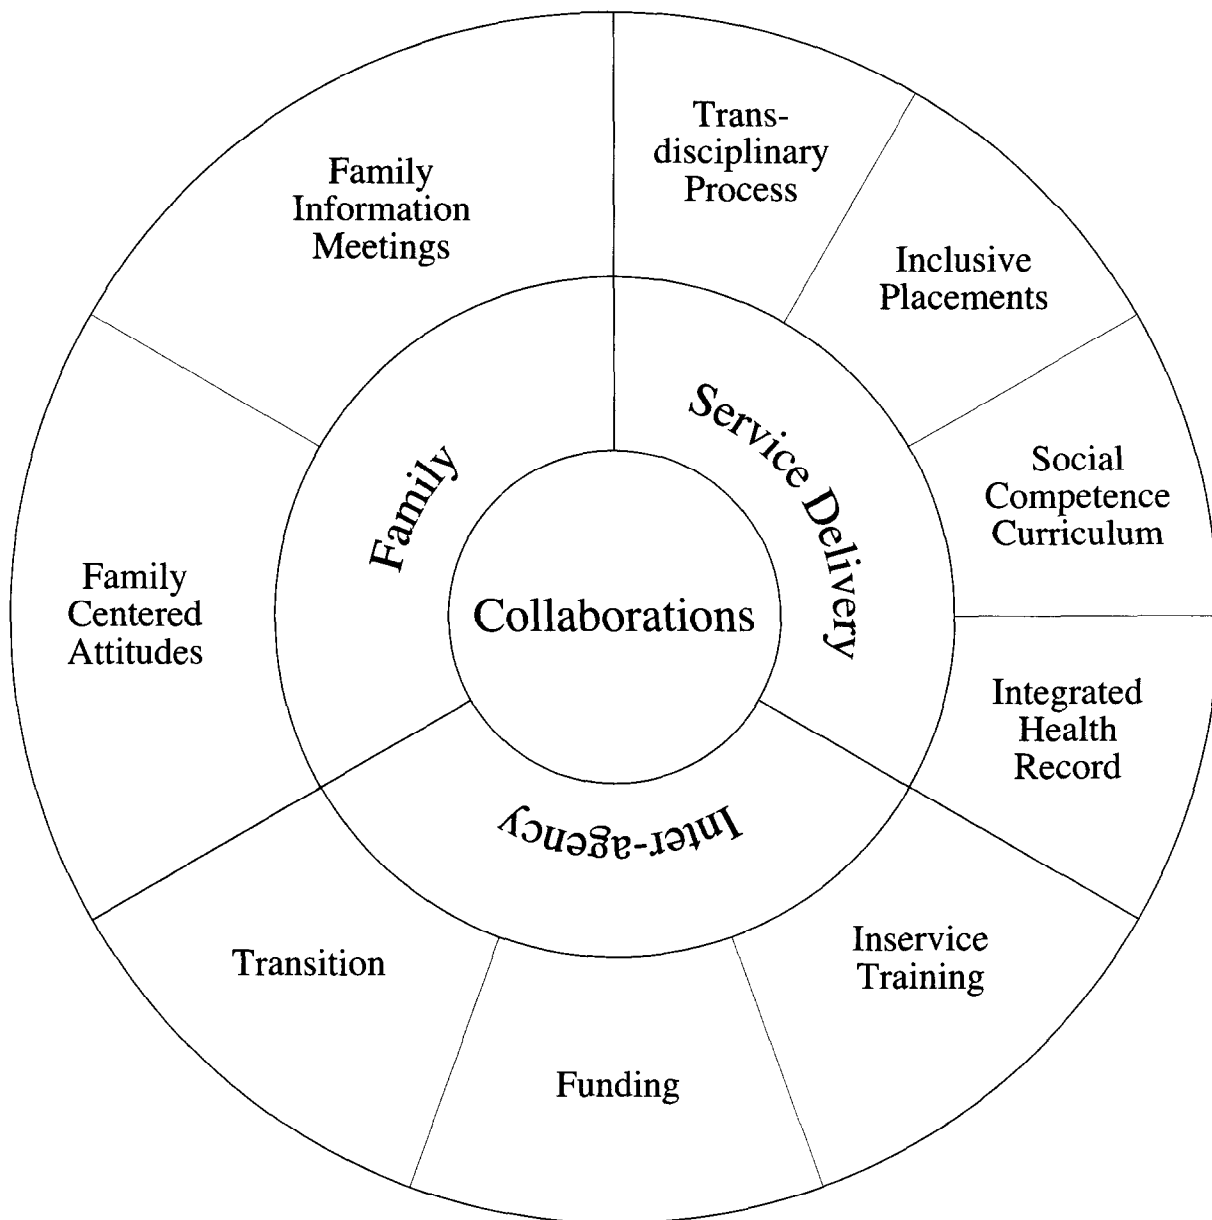 Trans-
disciplinary
Process
Inclusive
Placements
Social
Competence
Curriculum
Integrated
Health
Record
Inservice
Training
Funding
Transition
Family
Centered
Attitudes
Family
Information
Meetings
Service Delivery
Inter-agency
Family
Collaborations